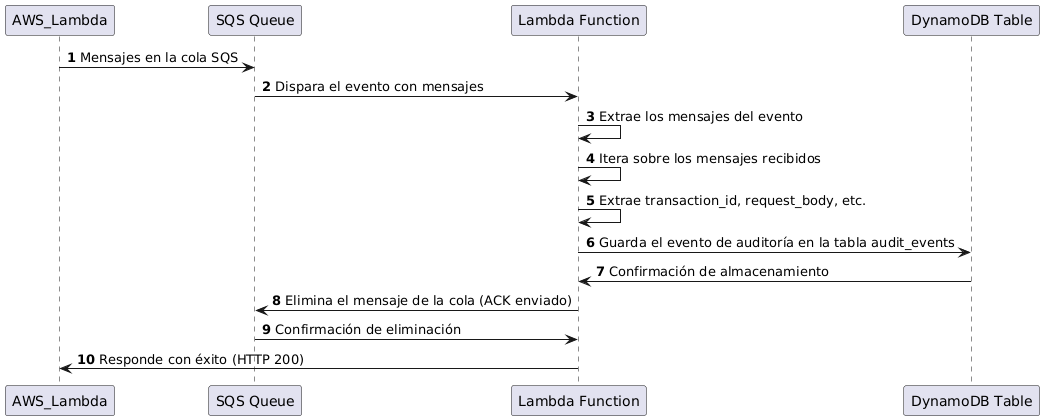 AWS_Lambda SQS Queue Lambda Function DynamoDB Table
1 Mensajes en la cola SQS
2 Dispara el evento con mensajes
3 Extrae los mensajes del evento
4 Itera sobre los mensajes recibidos
5 Extrae transaction_id, request_body, etc.
6 Guarda el evento de auditoría en la tabla audit_events
7 Confirmación de almacenamiento
8 Elimina el mensaje de la cola (ACK enviado)
9 Confirmación de eliminación
10 Responde con éxito (HTTP 200)
AWS_Lambda SQS Queue Lambda Function DynamoDB Table